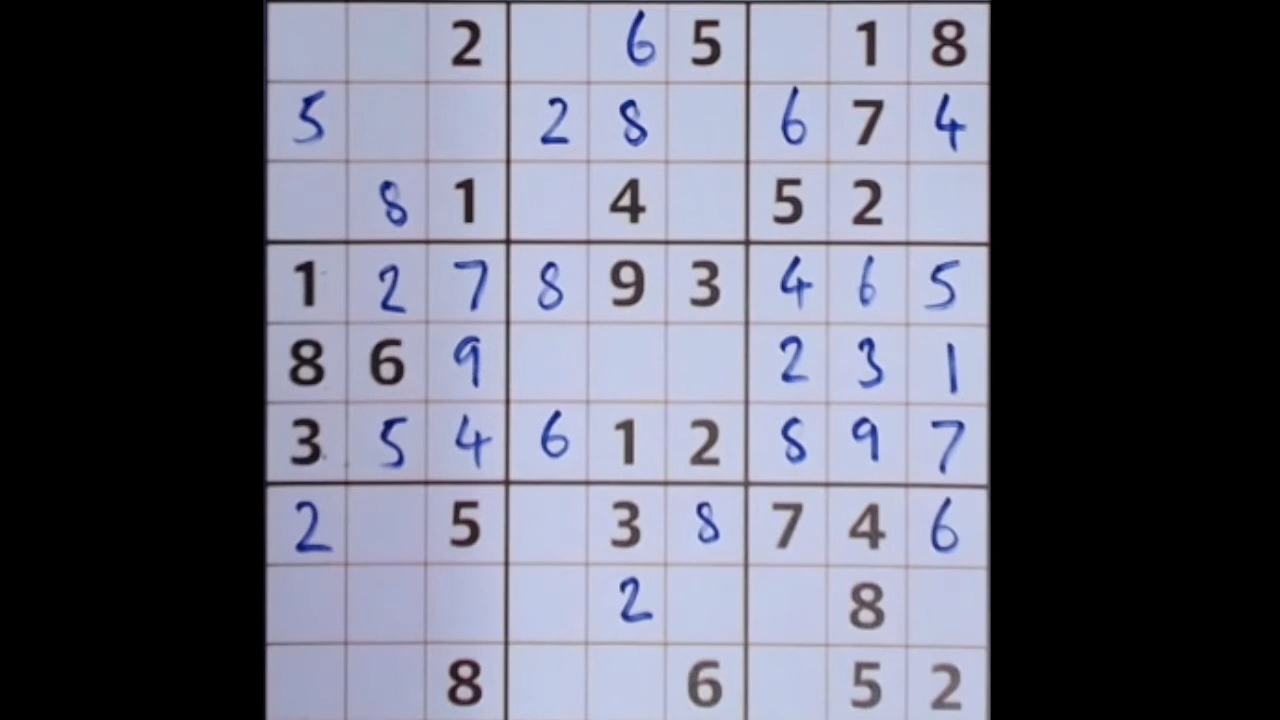 2 6 5 1 8
5 2 8 6 7 4
8 1 4 5 2
1 2 7 8 9 3 4 6 5
8 6 9 2 3 1
3 5 4 6 1 2 8 9 7
2 5 3 8 7 4 6
2 8
8 6 5 2